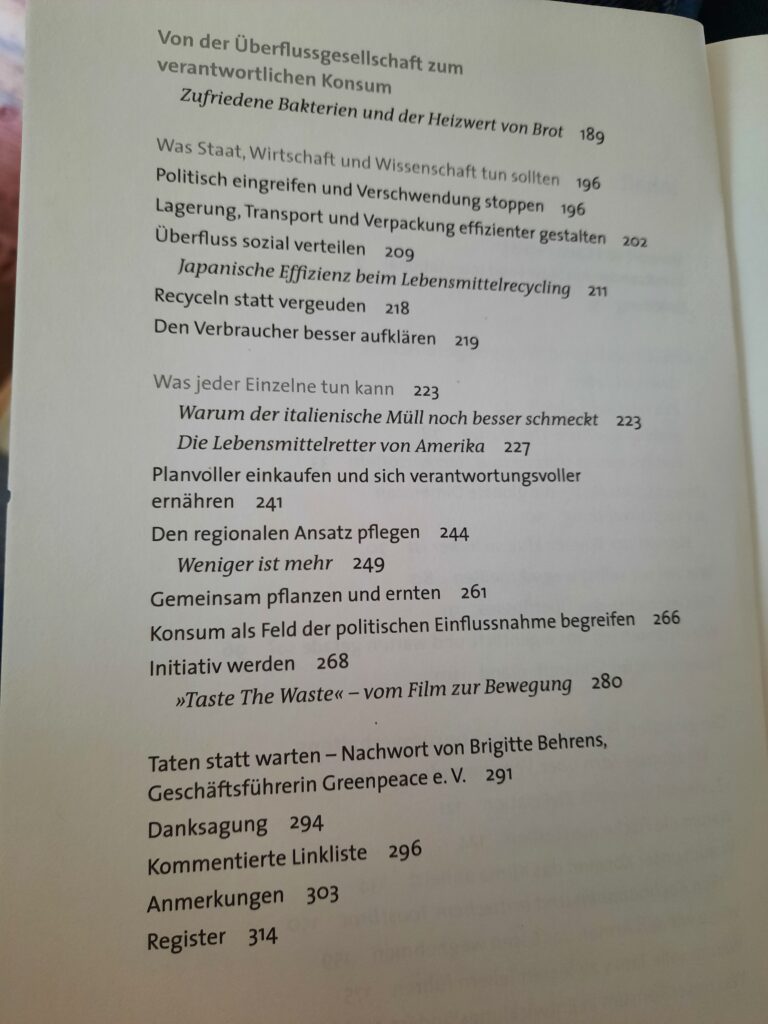 Von der Überflussgesellschaft zum
verantwortlichen Konsum
Zufriedene Bakterien und der Heizwert von Brot 189
Was Staat, Wirtschaft und Wissenschaft tun sollten 196
Politisch eingreifen und Verschwendung stoppen 196
Lagerung, Transport und Verpackung effizienter gestalten 202
Überfluss sozial verteilen 209
Japanische Effizienz beim Lebensmittelrecycling 211
Recyceln statt vergeuden 218
Den Verbraucher besser aufklären 219
Was jeder Einzelne tun kann 223
Warum der italienische Müll noch besser schmeckt 223
Die Lebensmittelretter von Amerika 227
Planvoller einkaufen und sich verantwortungsvoller
ernähren 241
Den regionalen Ansatz pflegen 244
Weniger ist mehr 249
Gemeinsam pflanzen und ernten 261
Konsum als Feld der politischen Einflussnahme begreifen 266
Initiativ werden 268
»Taste The Waste« – vom Film zur Bewegung 280
Taten statt warten – Nachwort von Brigitte Behrens,
Geschäftsführerin Greenpeace e. V. 291
Danksagung 294
Kommentierte Linkliste 296
Anmerkungen 303
Register 314